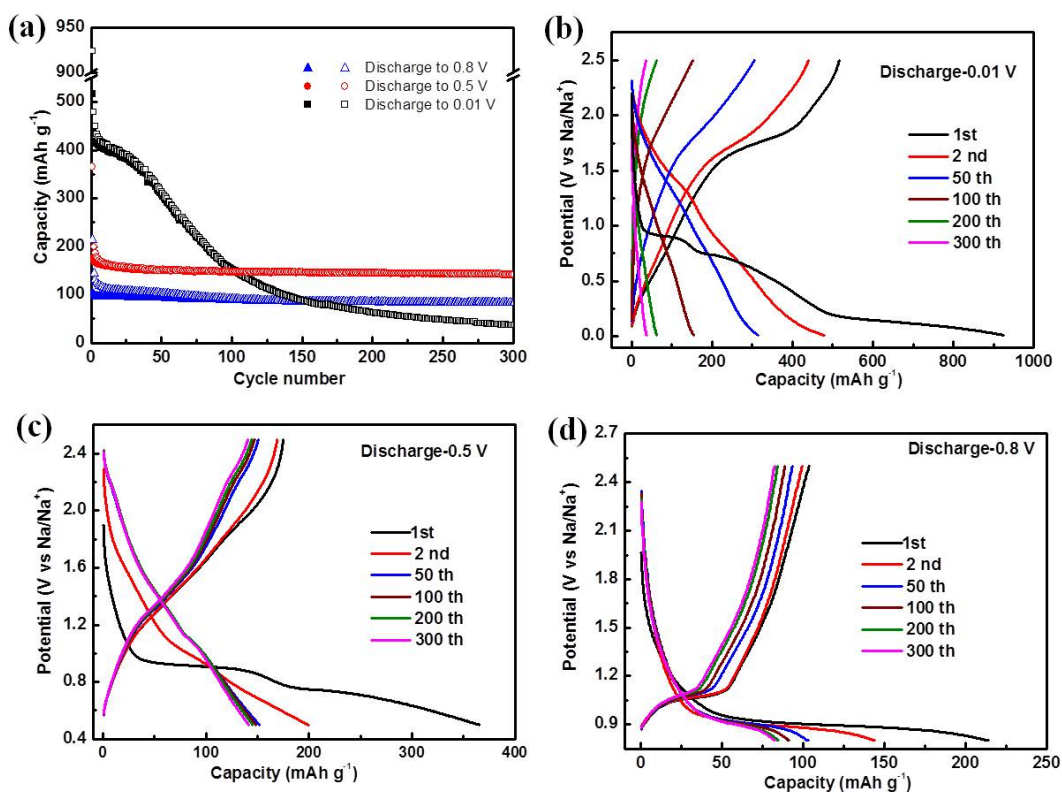 (a)
950
900
500
400
300
200
100
0
Capacity (mAh g⁻¹)
Discharge to 0.8 V
Discharge to 0.5 V
Discharge to 0.01 V
0 50 100 150 200 250 300
Cycle number
(b)
Discharge-0.01 V
2.5
2.0
1.5
1.0
0.5
0.0
Potential (V vs Na/Na⁺)
1st
2 nd
50 th
100 th
200 th
300 th
0 200 400 600 800 1000
Capacity (mAh g⁻¹)
(c)
Discharge-0.5 V
2.4
2.0
1.6
1.2
0.8
0.4
Potential (V vs Na/Na⁺)
1st
2 nd
50 th
100 th
200 th
300 th
0 100 200 300 400
Capacity (mAh g⁻¹)
(d)
Discharge-0.8 V
2.7
2.4
2.1
1.8
1.5
1.2
0.9
Potential (V vs Na/Na⁺)
1st
2 nd
50 th
100 th
200 th
300 th
0 50 100 150 200 250
Capacity (mAh g⁻¹)